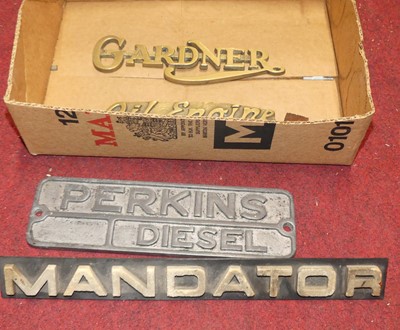 GARDNER
Oil Engine
12
MA
M
0101
PERKINS
DIESEL
MANDATOR